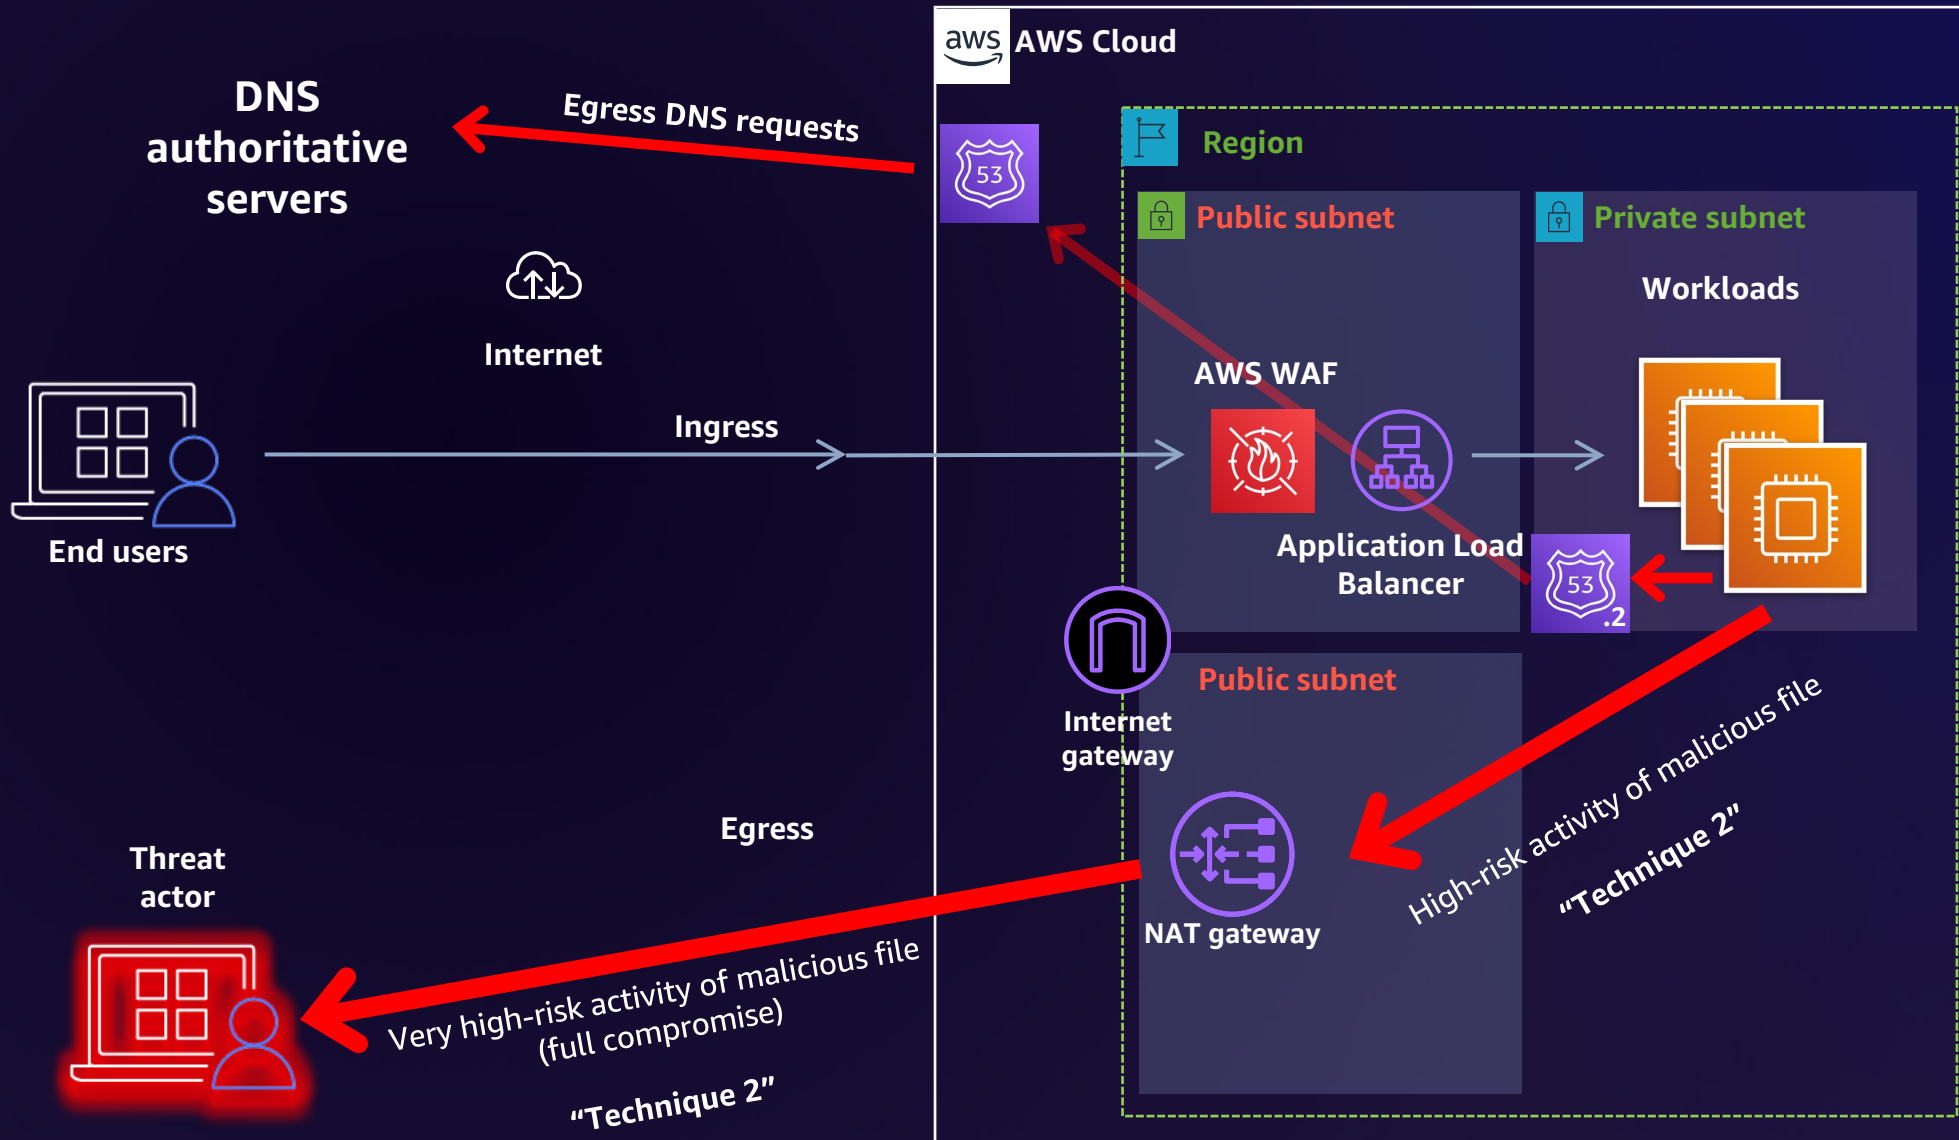 aws
AWS Cloud
DNS
authoritative
servers
Egress DNS requests
53
Region
Public subnet
Private subnet
Workloads
Internet
AWS WAF
Ingress
End users
Application Load
Balancer
53
.2
Internet
gateway
Public subnet
High-risk activity of malicious file
“Technique 2”
Egress
NAT gateway
Threat
actor
Very high-risk activity of malicious file
(full compromise)
“Technique 2”